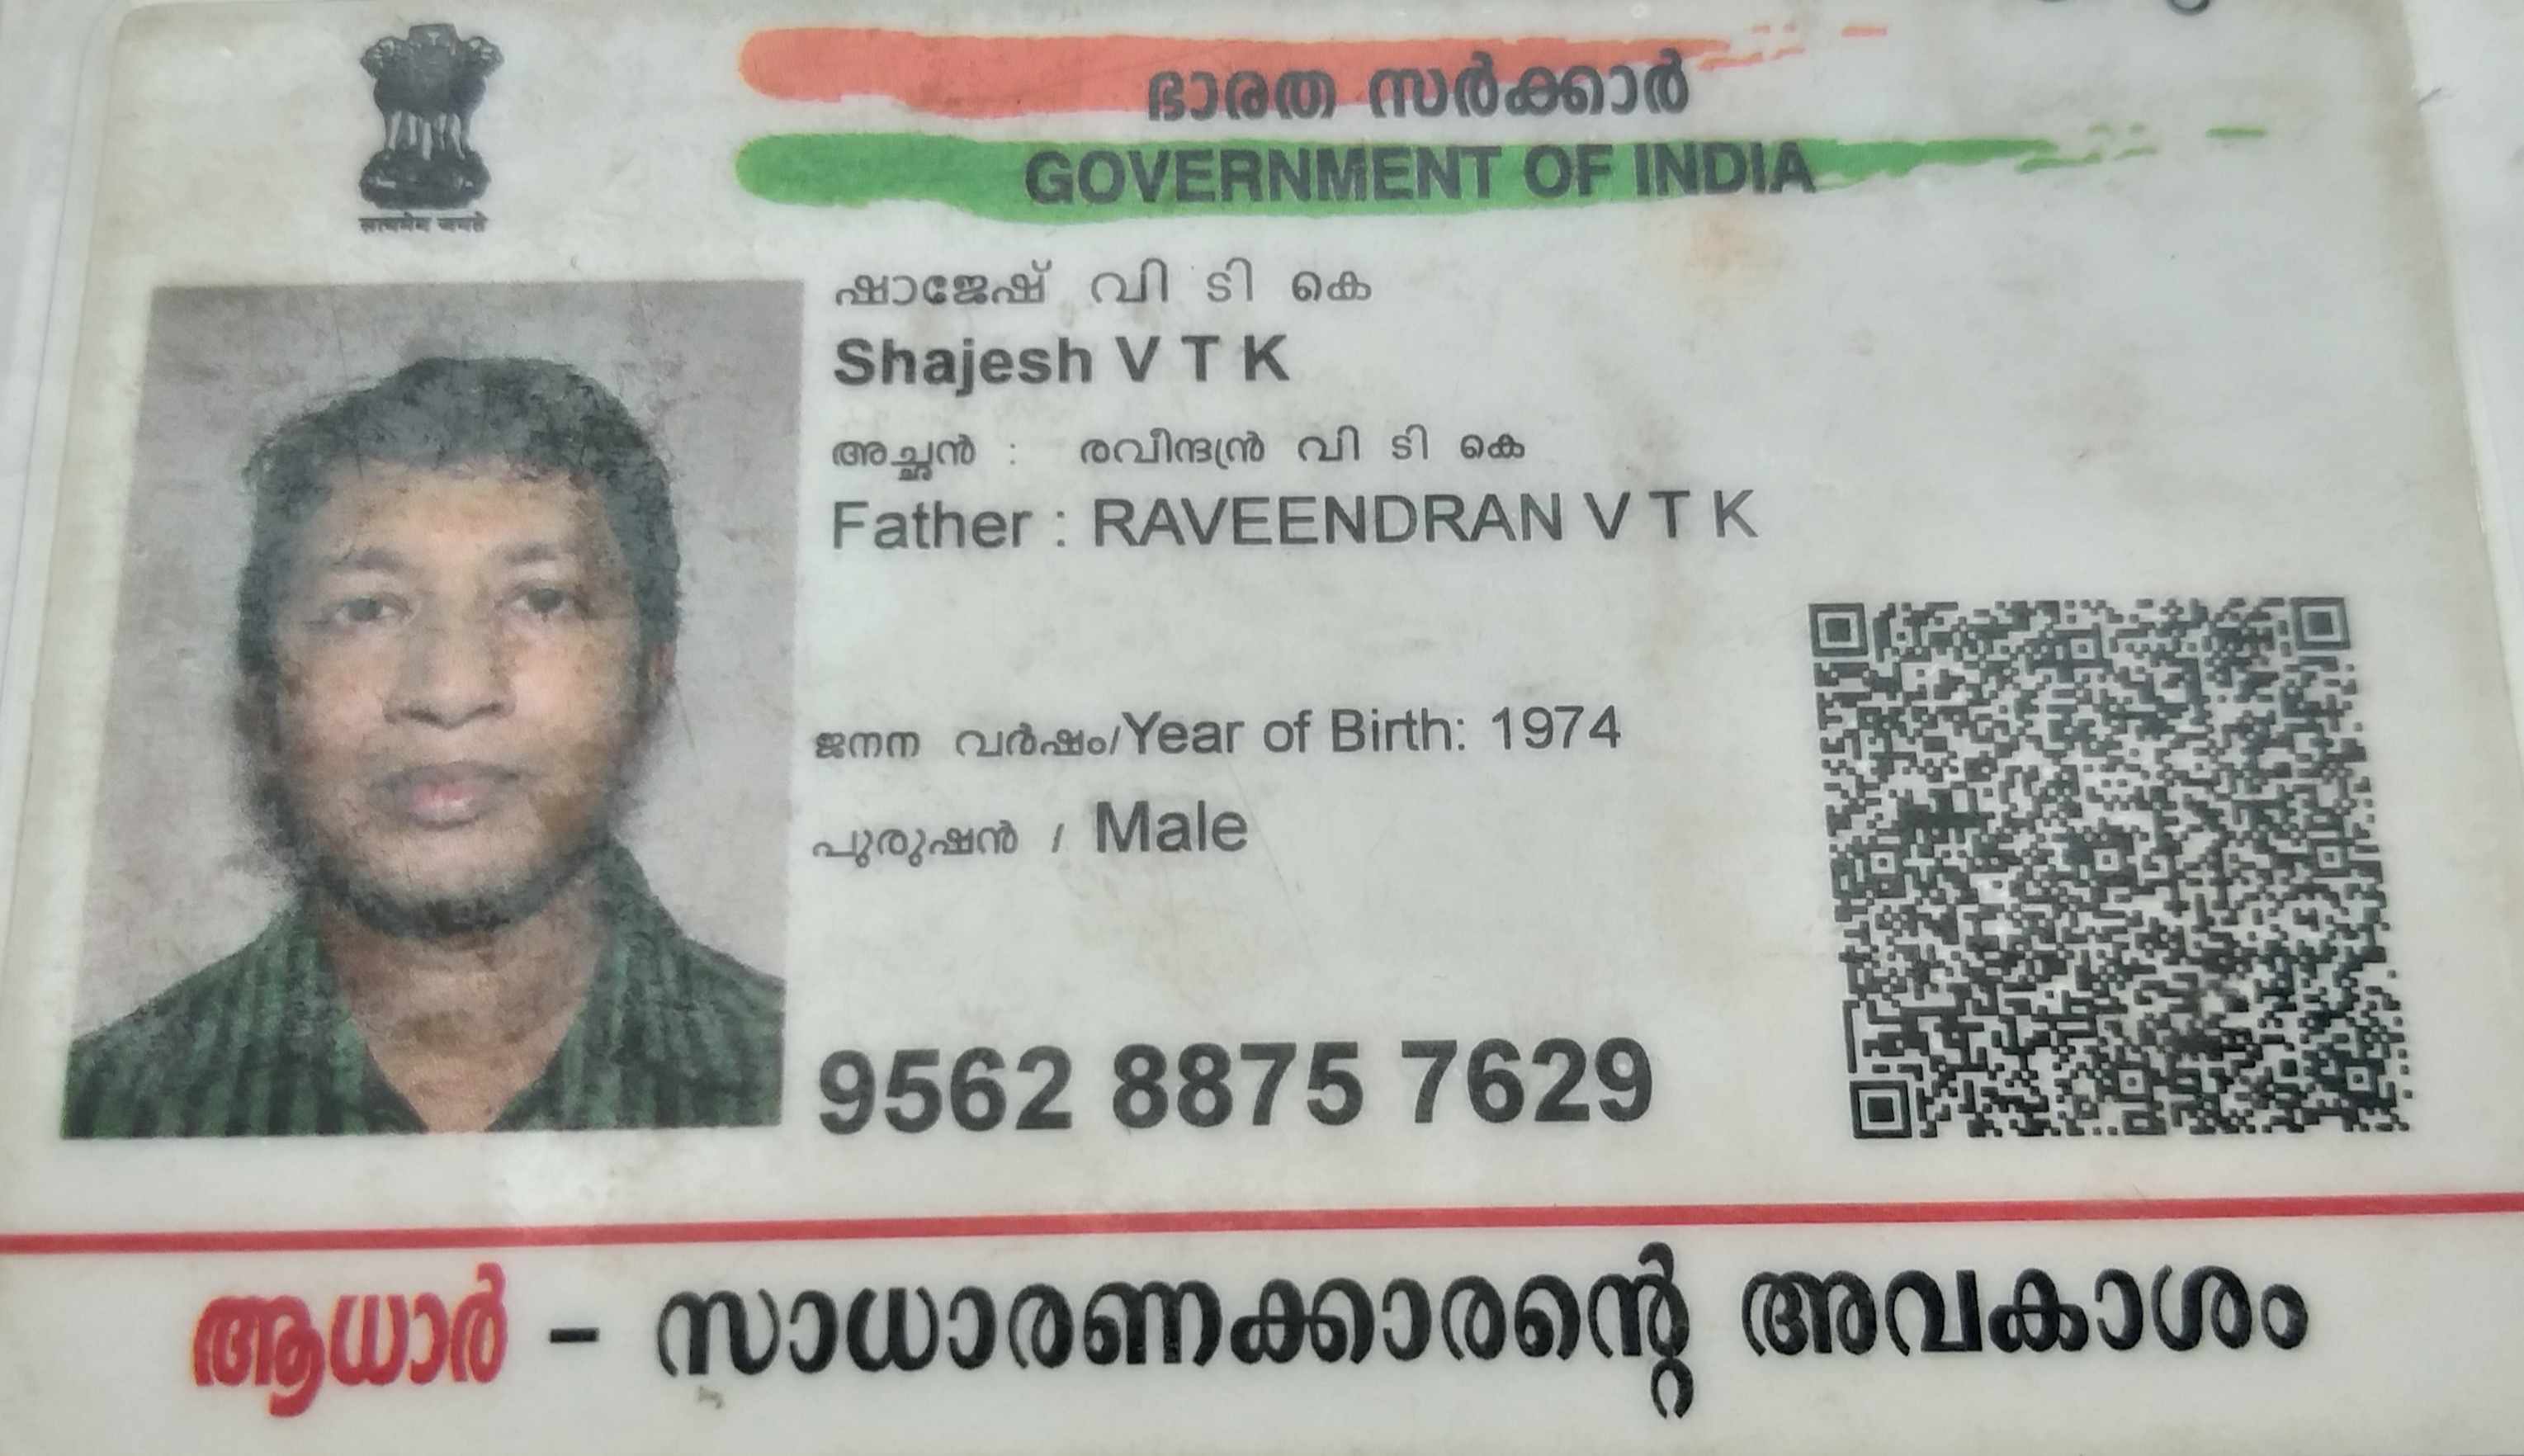 सत्यमेव जयते
ഭാരത സർക്കാർ
GOVERNMENT OF INDIA
ഷാജേഷ് വി ടി കെ
Shajesh V T K
അച്ഛൻ : രവീന്ദ്രൻ വി ടി കെ
Father : RAVEENDRAN V T K
ജനന വർഷം/Year of Birth: 1974
പുരുഷൻ / Male
9562 8875 7629
ആധാർ – സാധാരണക്കാരന്റെ അവകാശം